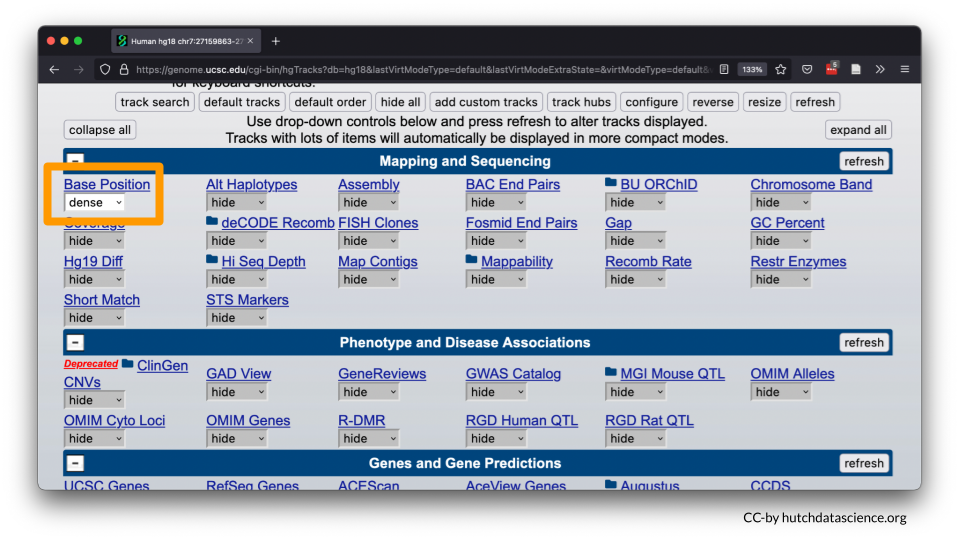 Human hg18 chr7:27159863-27
https://genome.ucsc.edu/cgi-bin/hgTracks?db=hg18&lastVirtModeType=default&lastVirtModeExtraState=&virtModeType=default& 133% 5
for keyboard shortcuts.
track search default tracks default order hide all add custom tracks track hubs configure reverse resize refresh
collapse all Use drop-down controls below and press refresh to alter tracks displayed. expand all
Tracks with lots of items will automatically be displayed in more compact modes.
- Mapping and Sequencing refresh
Base Position Alt Haplotypes Assembly BAC End Pairs BU ORChID Chromosome Band
dense hide hide hide hide hide
Coverage deCODE Recomb FISH Clones Fosmid End Pairs Gap GC Percent
hide hide hide hide hide hide
Hg19 Diff Hi Seq Depth Map Contigs Mappability Recomb Rate Restr Enzymes
hide hide hide hide hide hide
Short Match STS Markers
hide hide
- Phenotype and Disease Associations refresh
Deprecated ClinGen
CNVs GAD View GeneReviews GWAS Catalog MGI Mouse QTL OMIM Alleles
hide hide hide hide hide hide
OMIM Cyto Loci OMIM Genes R-DMR RGD Human QTL RGD Rat QTL
hide hide hide hide hide
- Genes and Gene Predictions refresh
UCSC Genes RefSeq Genes ACEScan AceView Genes Augustus CCDS
CC-by hutchdatascience.org